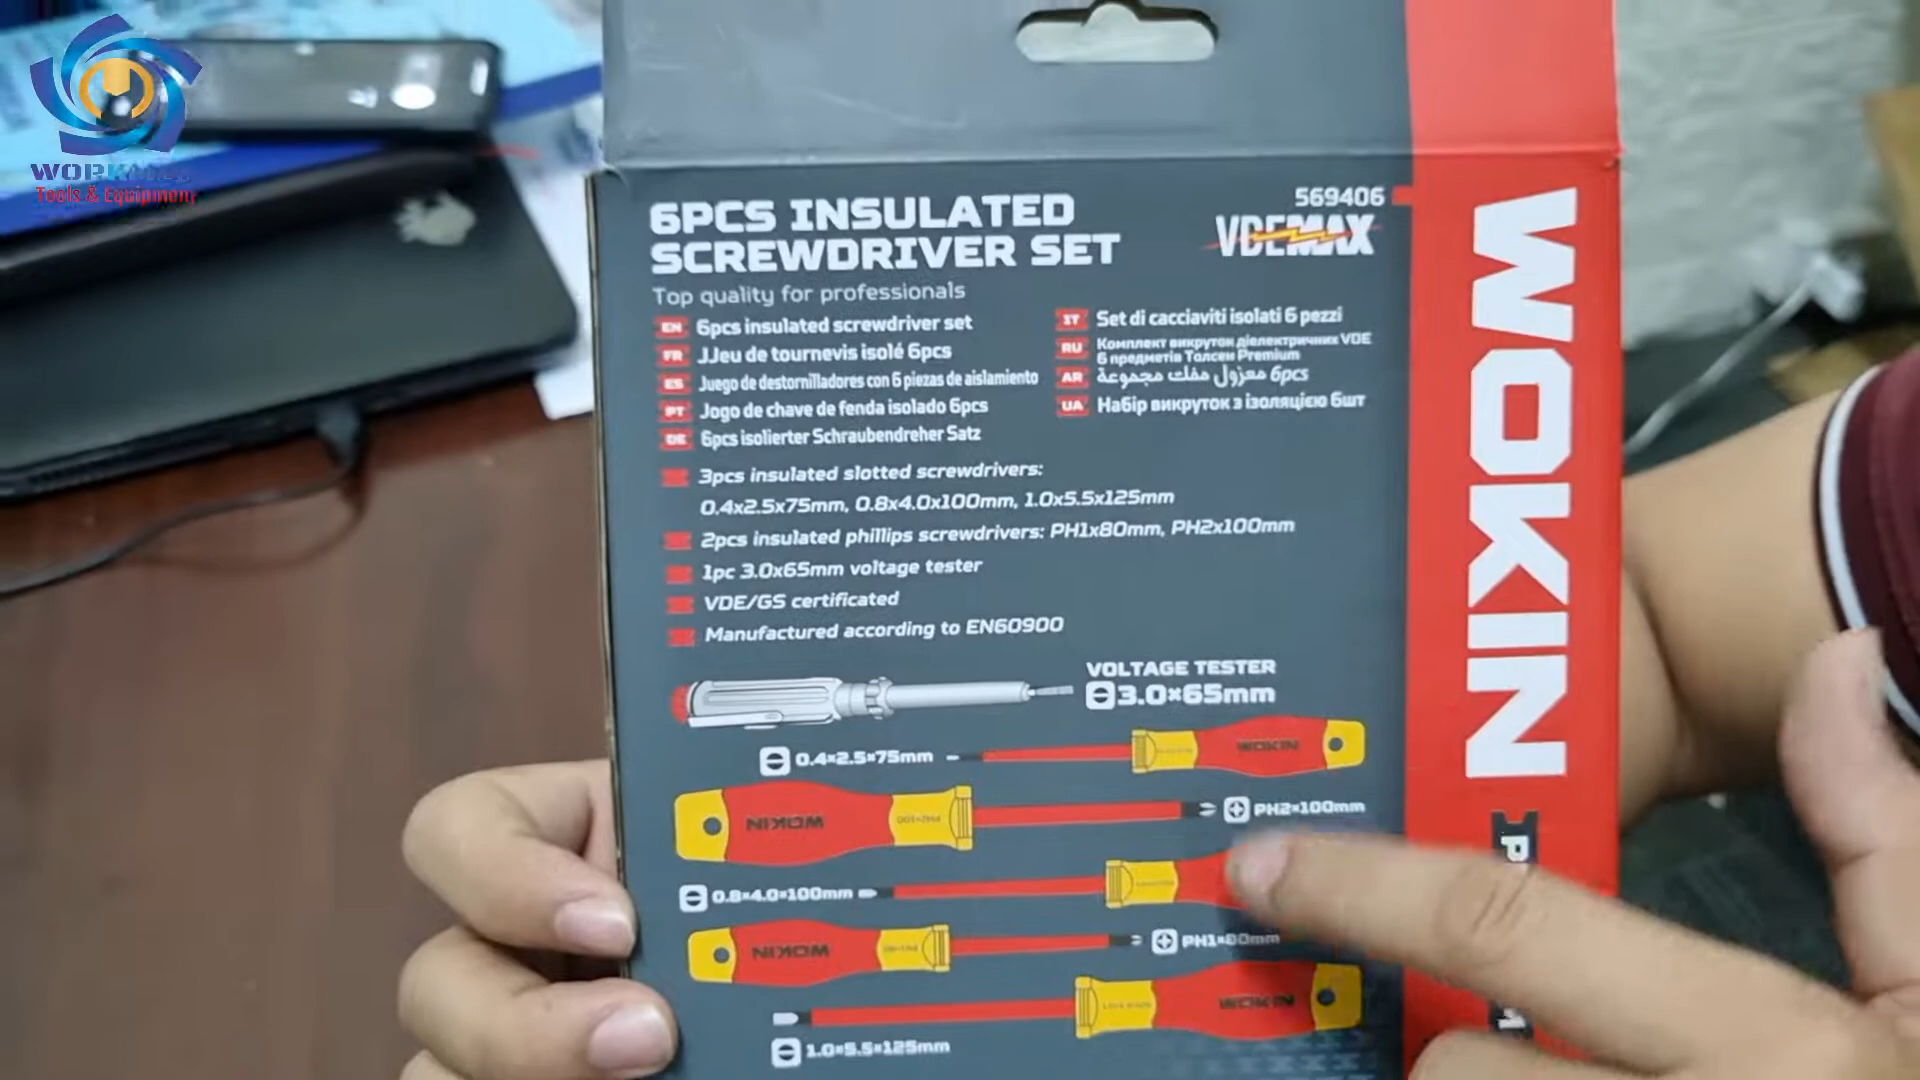 Tools & Equipment
6PCS INSULATED
SCREWDRIVER SET
Top quality for professionals
569406
VDEMAX
EN 6pcs insulated screwdriver set
FR JJeu de tournevis isolé 6pcs
ES Juego de destornilladores con 6 piezas de aislamiento
PT Jogo de chave de fenda isolado 6pcs
DE 6pcs isolierter Schraubendreher Satz
IT Set di cacciaviti isolati 6 pezzi
RU Комплект викруток діелектричних VDE
6 предметів Толсен Premium
AR معزول مفك مجموعة 6pcs
UA Набір викруток з ізоляцією 6шт
3pcs insulated slotted screwdrivers:
0.4x2.5x75mm, 0.8x4.0x100mm, 1.0x5.5x125mm
2pcs insulated phillips screwdrivers: PH1x80mm, PH2x100mm
1pc 3.0x65mm voltage tester
VDE/GS certificated
Manufactured according to EN60900
VOLTAGE TESTER
3.0×65mm
0.4×2.5×75mm
WOKIN
WOKIN
PH2×100
PH2×100mm
0.8×4.0×100mm
WOKIN
PH1×80mm
WOKIN
1.0×5.5×125mm
WOKIN